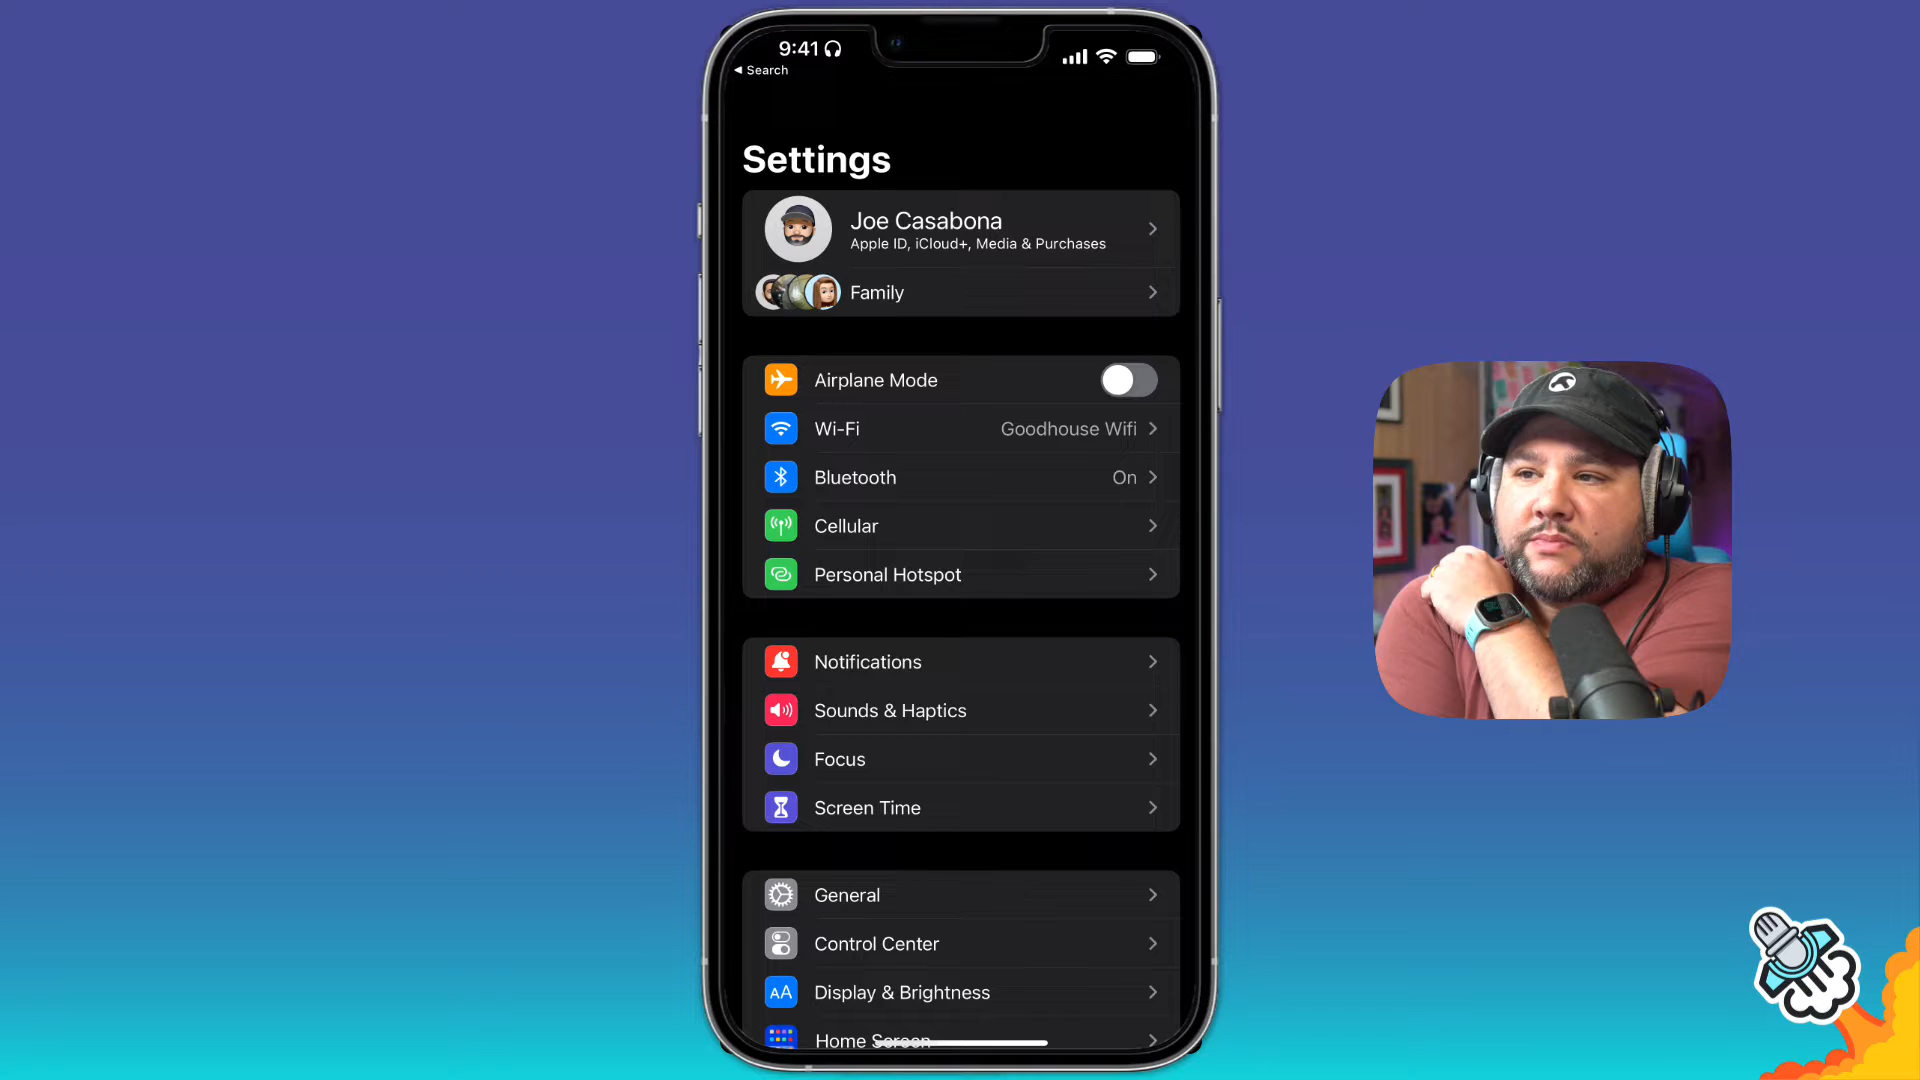 9:41
Search
Settings
Joe Casabona
Apple ID, iCloud+, Media & Purchases
Family
Airplane Mode
Wi-Fi Goodhouse Wifi
Bluetooth On
Cellular
Personal Hotspot
Notifications
Sounds & Haptics
Focus
Screen Time
General
Control Center
AA Display & Brightness
Home Screen